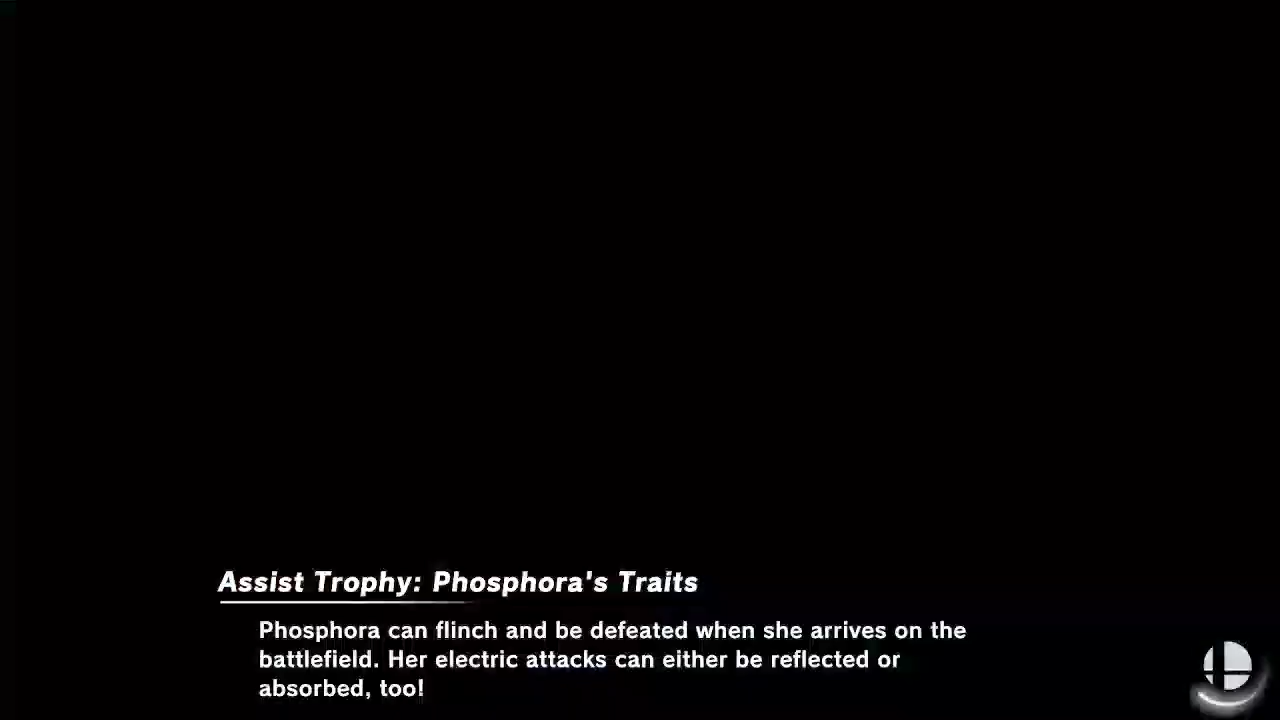 Assist Trophy: Phosphora's Traits
Phosphora can flinch and be defeated when she arrives on the
battlefield. Her electric attacks can either be reflected or
absorbed, too!